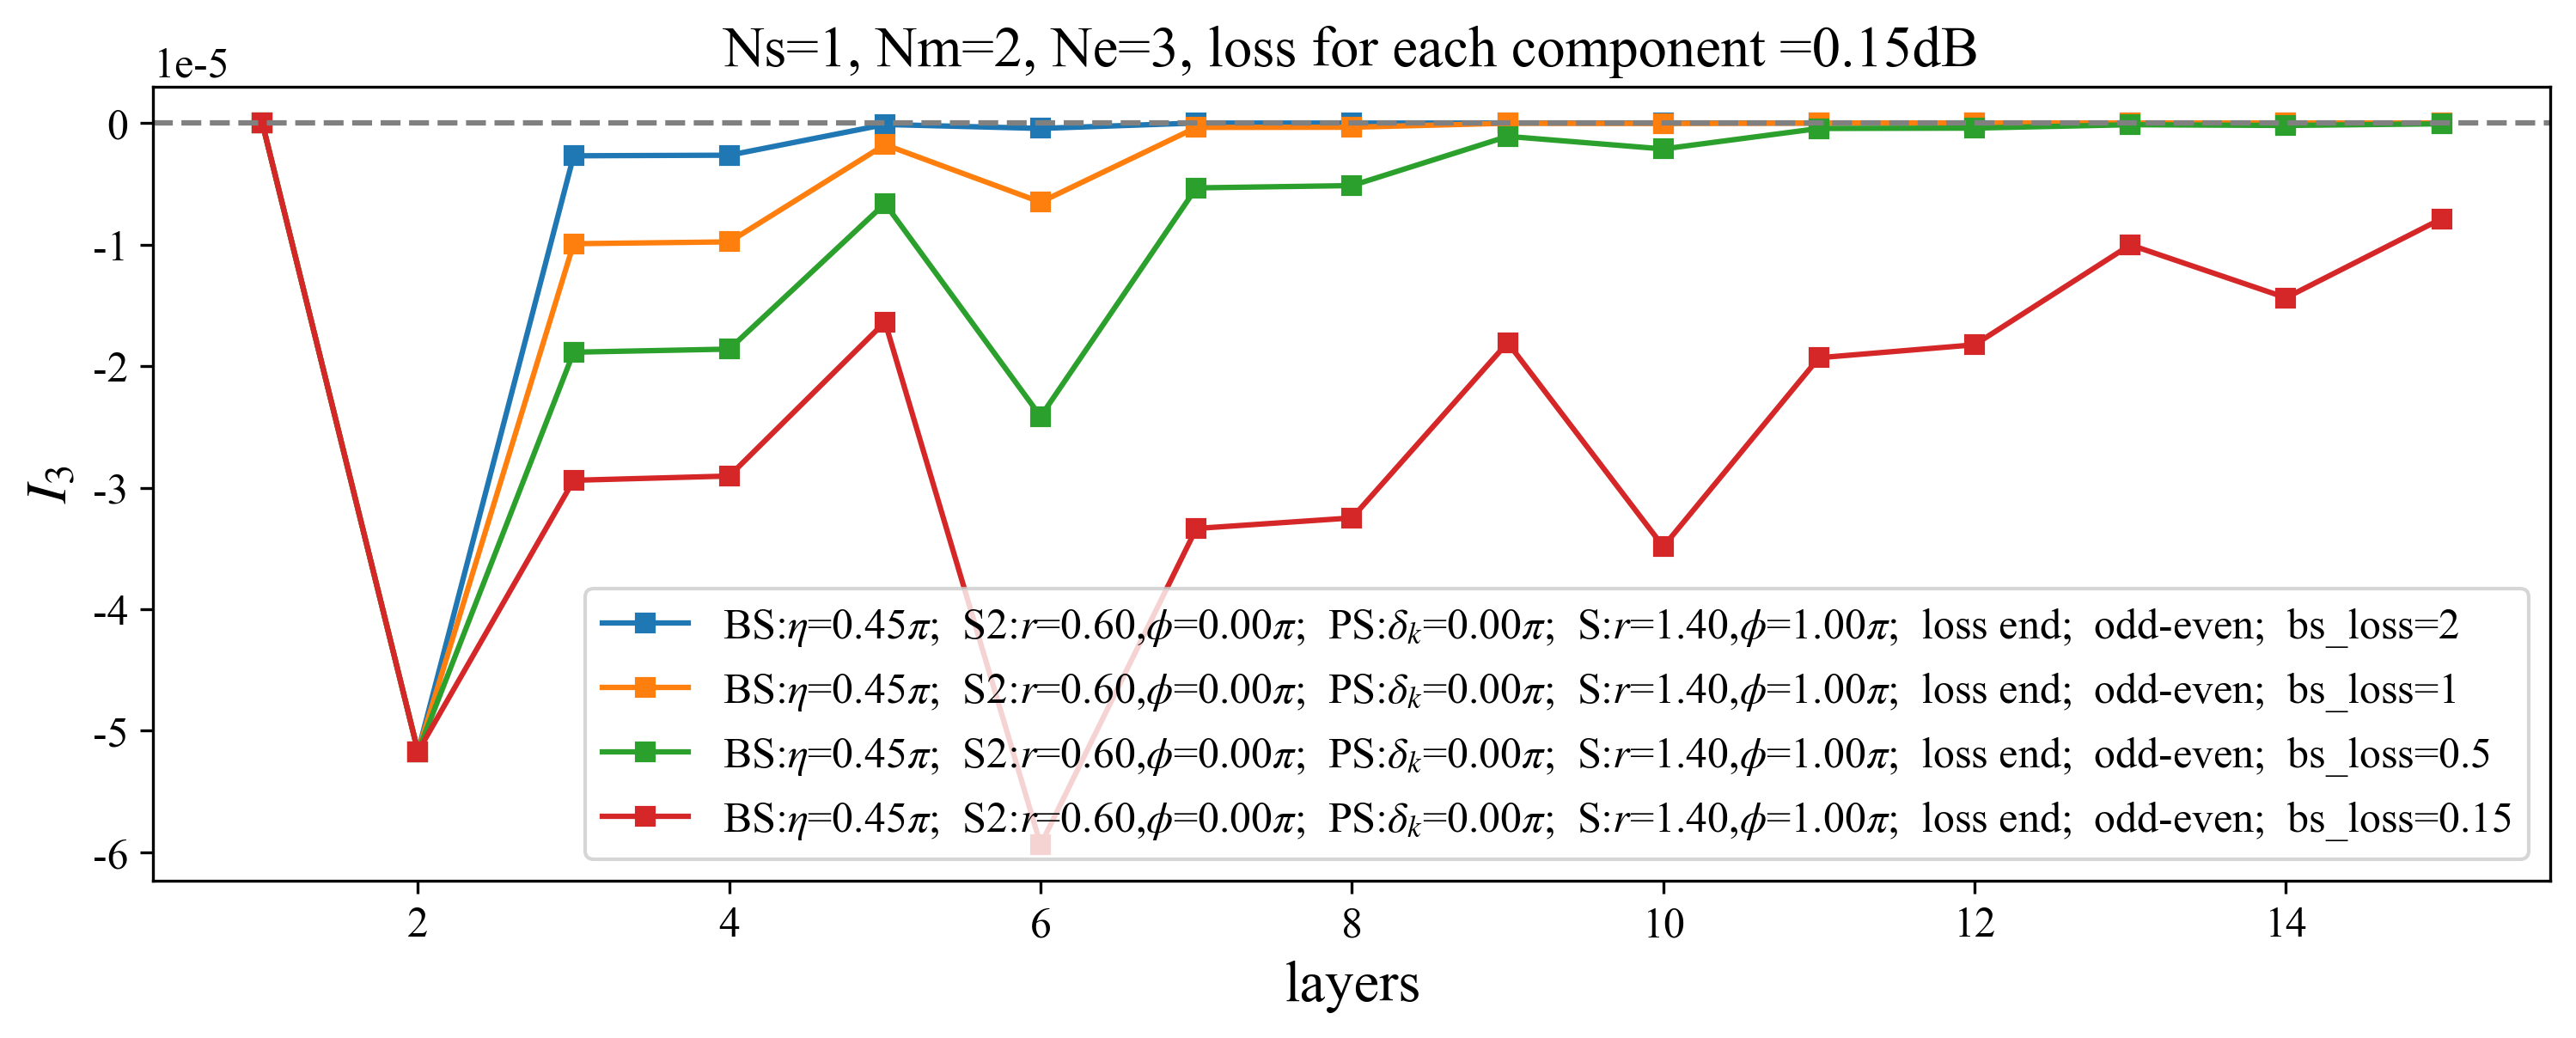 Ns=1, Nm=2, Ne=3, loss for each component =0.15dB
1e-5
0
-1
-2
-3
-4
-5
-6
I₃
BS:η=0.45π; S2:r=0.60,ϕ=0.00π; PS:δₖ=0.00π; S:r=1.40,ϕ=1.00π; loss end; odd-even; bs_loss=2
BS:η=0.45π; S2:r=0.60,ϕ=0.00π; PS:δₖ=0.00π; S:r=1.40,ϕ=1.00π; loss end; odd-even; bs_loss=1
BS:η=0.45π; S2:r=0.60,ϕ=0.00π; PS:δₖ=0.00π; S:r=1.40,ϕ=1.00π; loss end; odd-even; bs_loss=0.5
BS:η=0.45π; S2:r=0.60,ϕ=0.00π; PS:δₖ=0.00π; S:r=1.40,ϕ=1.00π; loss end; odd-even; bs_loss=0.15
2 4 6 8 10 12 14
layers